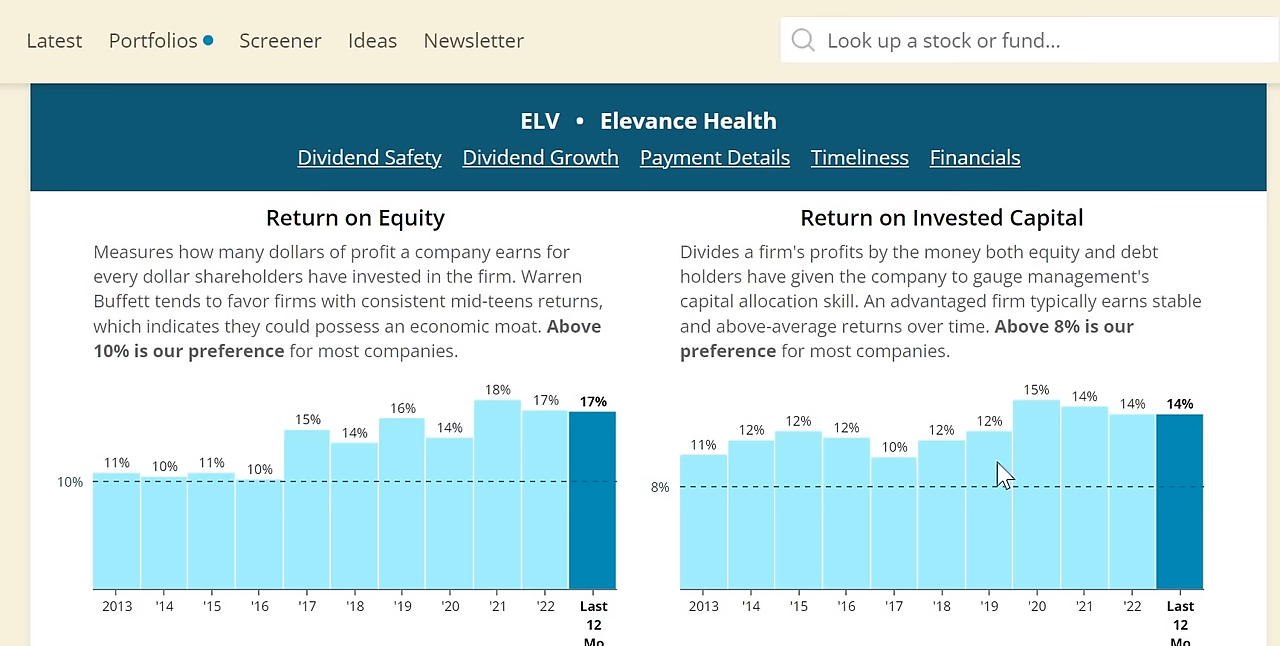 Latest Portfolios Screener Ideas Newsletter Look up a stock or fund...
ELV • Elevance Health
Dividend Safety Dividend Growth Payment Details Timeliness Financials
Return on Equity
Measures how many dollars of profit a company earns for
every dollar shareholders have invested in the firm. Warren
Buffett tends to favor firms with consistent mid-teens returns,
which indicates they could possess an economic moat. Above
10% is our preference for most companies.
11% 10% 11% 10% 15% 14% 16% 14% 18% 17% 17%
10%
2013 '14 '15 '16 '17 '18 '19 '20 '21 '22 Last
12
Mo
Return on Invested Capital
Divides a firm's profits by the money both equity and debt
holders have given the company to gauge management's
capital allocation skill. An advantaged firm typically earns stable
and above-average returns over time. Above 8% is our
preference for most companies.
11% 12% 12% 12% 10% 12% 12% 15% 14% 14% 14%
8%
2013 '14 '15 '16 '17 '18 '19 '20 '21 '22 Last
12
Mo